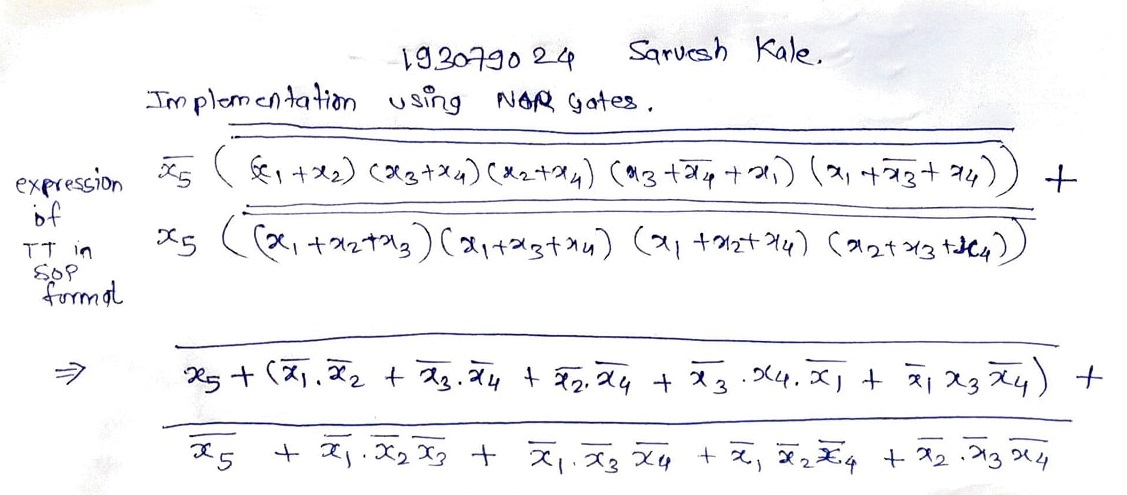 193079024 Sarvesh Kale.
Implementation using NOR gates.
expression of TT in SOP format
x̅₅ ( (x₁ + x₂) (x₃ + x₄) (x₂ + x₄) (x₃ + x̅₄ + x₁) (x₁ + x̅₃ + x₄) ) +
x₅ ( (x₁ + x₂ + x₃) (x₁ + x₃ + x₄) (x₁ + x₂ + x₄) (x₂ + x₃ + x₄) )
⇒ x₅ + (x̅₁.x̅₂ + x̅₃.x̅₄ + x̅₂.x̅₄ + x̅₃.x₄.x̅₁ + x̅₁ x₃ x̅₄) +
x̅₅ + x̅₁.x̅₂ x̅₃ + x̅₁.x̅₃ x̅₄ + x̅₁ x̅₂ x̅₄ + x̅₂.x̅₃ x̅₄